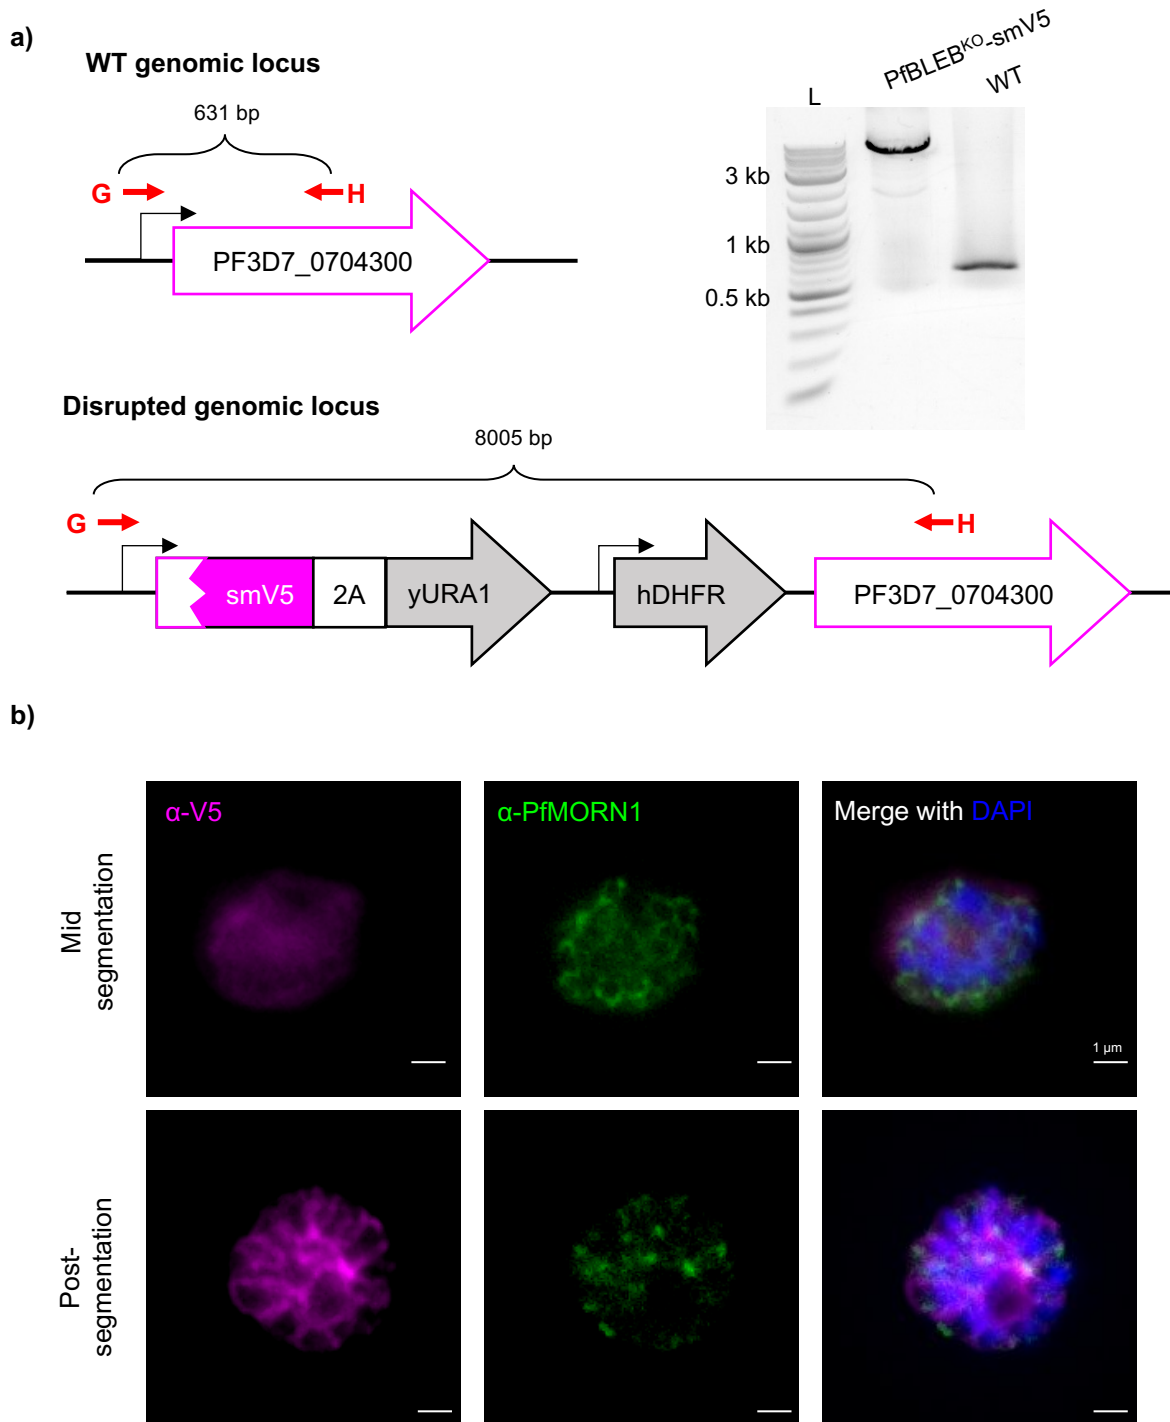 a)
WT genomic locus
631 bp
G
H
PF3D7_0704300
L
PfBLEBᴷᴼ-smV5
WT
3 kb
1 kb
0.5 kb
Disrupted genomic locus
8005 bp
G
H
smV5
2A
yURA1
hDHFR
PF3D7_0704300
b)
Mid
segmentation
α-V5
α-PfMORN1
Merge with DAPI
1 µm
Post-
segmentation